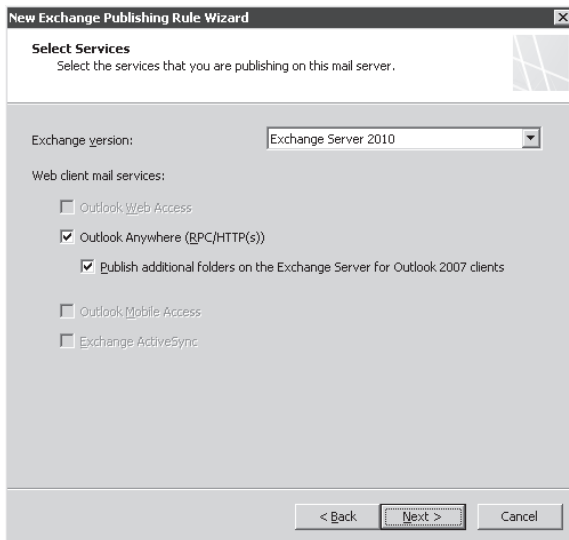 New Exchange Publishing Rule Wizard
Select Services
Select the services that you are publishing on this mail server.
Exchange version:
Exchange Server 2010
Web client mail services:
Outlook Web Access
Outlook Anywhere (RPC/HTTP(s))
Publish additional folders on the Exchange Server for Outlook 2007 clients
Outlook Mobile Access
Exchange ActiveSync
< Back
Next >
Cancel